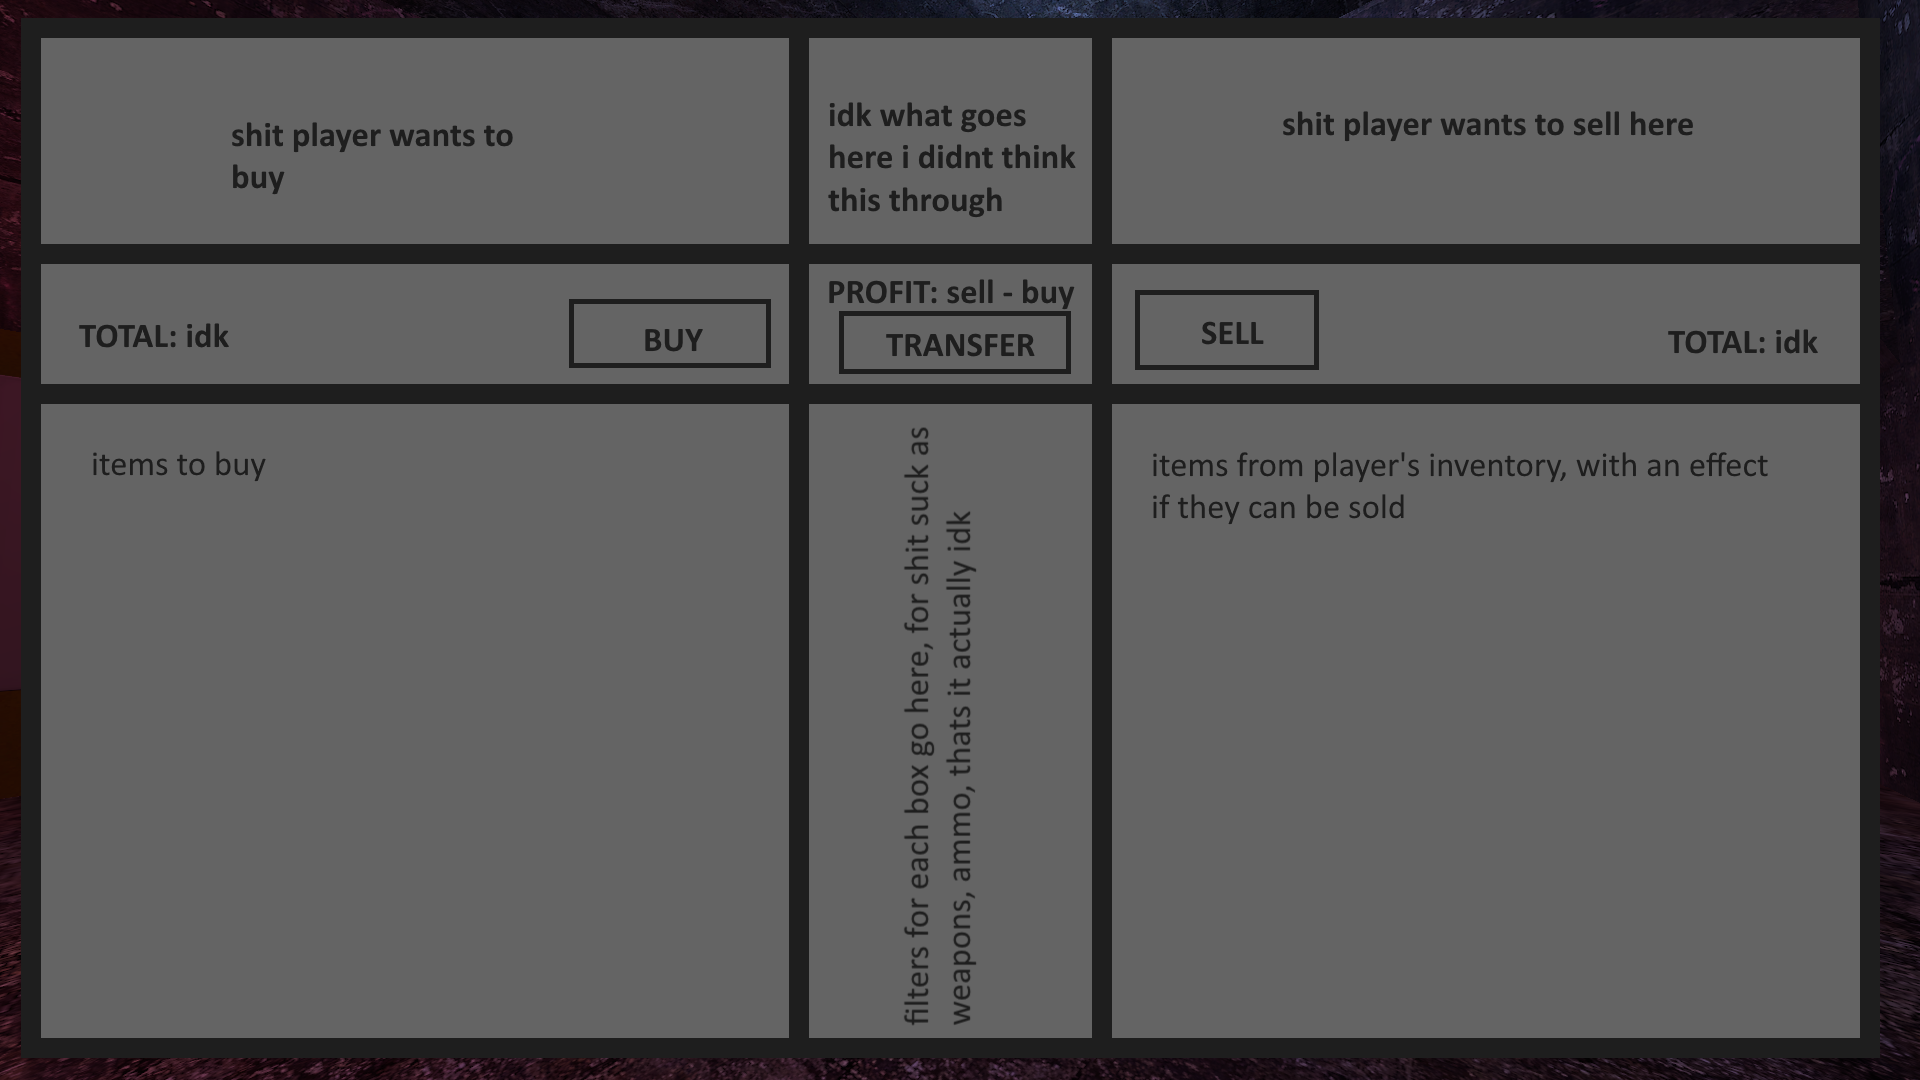 shit player wants to
buy
idk what goes
here i didnt think
this through
shit player wants to sell here
TOTAL: idk
BUY
PROFIT: sell - buy
TRANSFER
SELL
TOTAL: idk
items to buy
filters for each box go here, for shit suck as
weapons, ammo, thats it actually idk
items from player's inventory, with an effect
if they can be sold